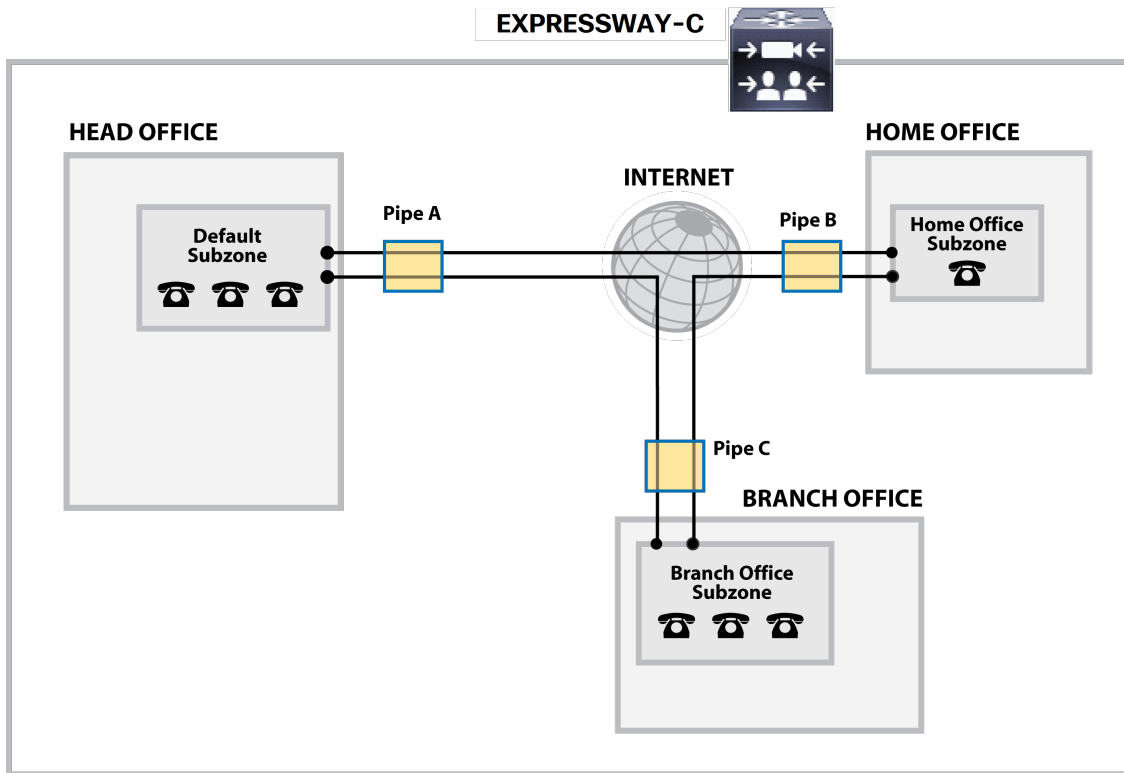 EXPRESSWAY-C
HEAD OFFICE
HOME OFFICE
INTERNET
Pipe A
Pipe B
Default
Subzone
Home Office
Subzone
Pipe C
BRANCH OFFICE
Branch Office
Subzone